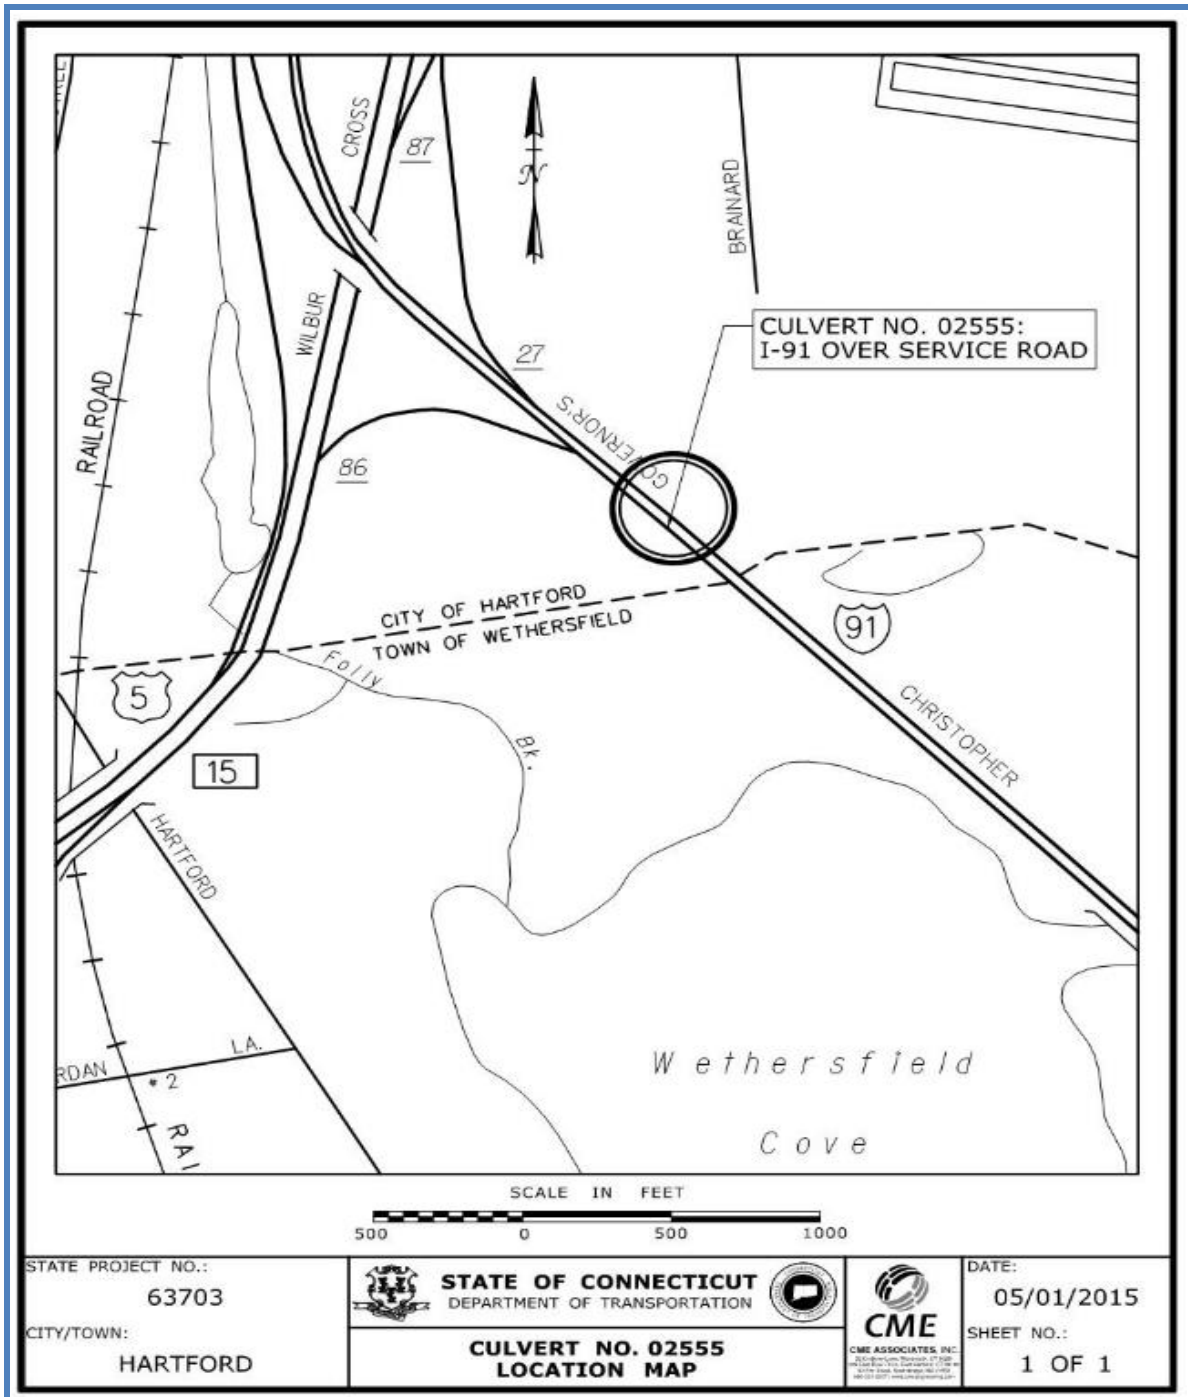 CROSS
87
N
BRAINARD
CULVERT NO. 02555:
I-91 OVER SERVICE ROAD
WILBUR
27
RAILROAD
GOVERNOR'S
86
CITY OF HARTFORD
TOWN OF WETHERSFIELD
91
Folly
5
CHRISTOPHER
Bk.
15
HARTFORD
LA.
RDAN
2
RAI
Wethersfield
Cove
SCALE IN FEET
500 0 500 1000
STATE PROJECT NO.:
63703
CITY/TOWN:
HARTFORD
STATE OF CONNECTICUT
DEPARTMENT OF TRANSPORTATION
CULVERT NO. 02555
LOCATION MAP
CME
CME ASSOCIATES, INC.
DATE:
05/01/2015
SHEET NO.:
1 OF 1